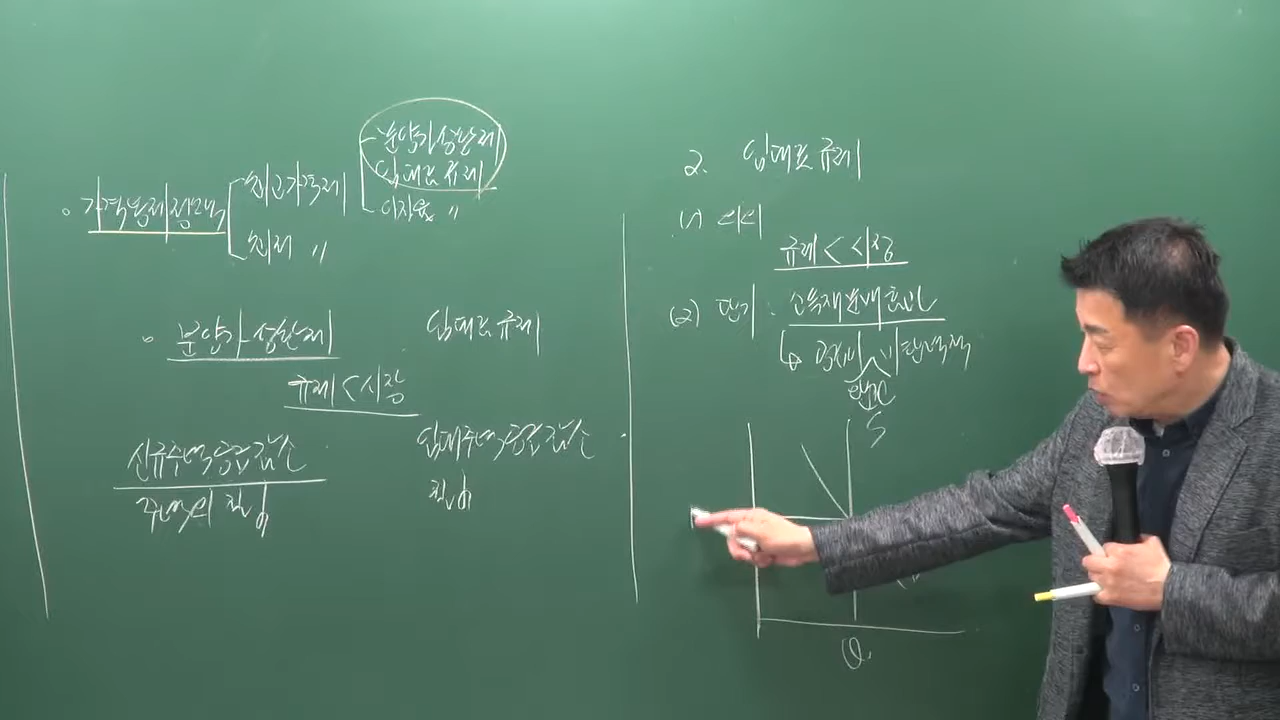 ◦ 가격통제정책
최고가격제
분양가상한제
임대료 규제
이자율 〃
최저 〃
◦ 분양가상한제
임대료 규제
규제 < 시장
신규주택 공급 감소
임대주택 공급 감소
주택의 질↓
질↓
2. 임대료 규제
(1) 의의
규제 < 시장
(2) 단기 : 소득재분배효과
S
Q₁